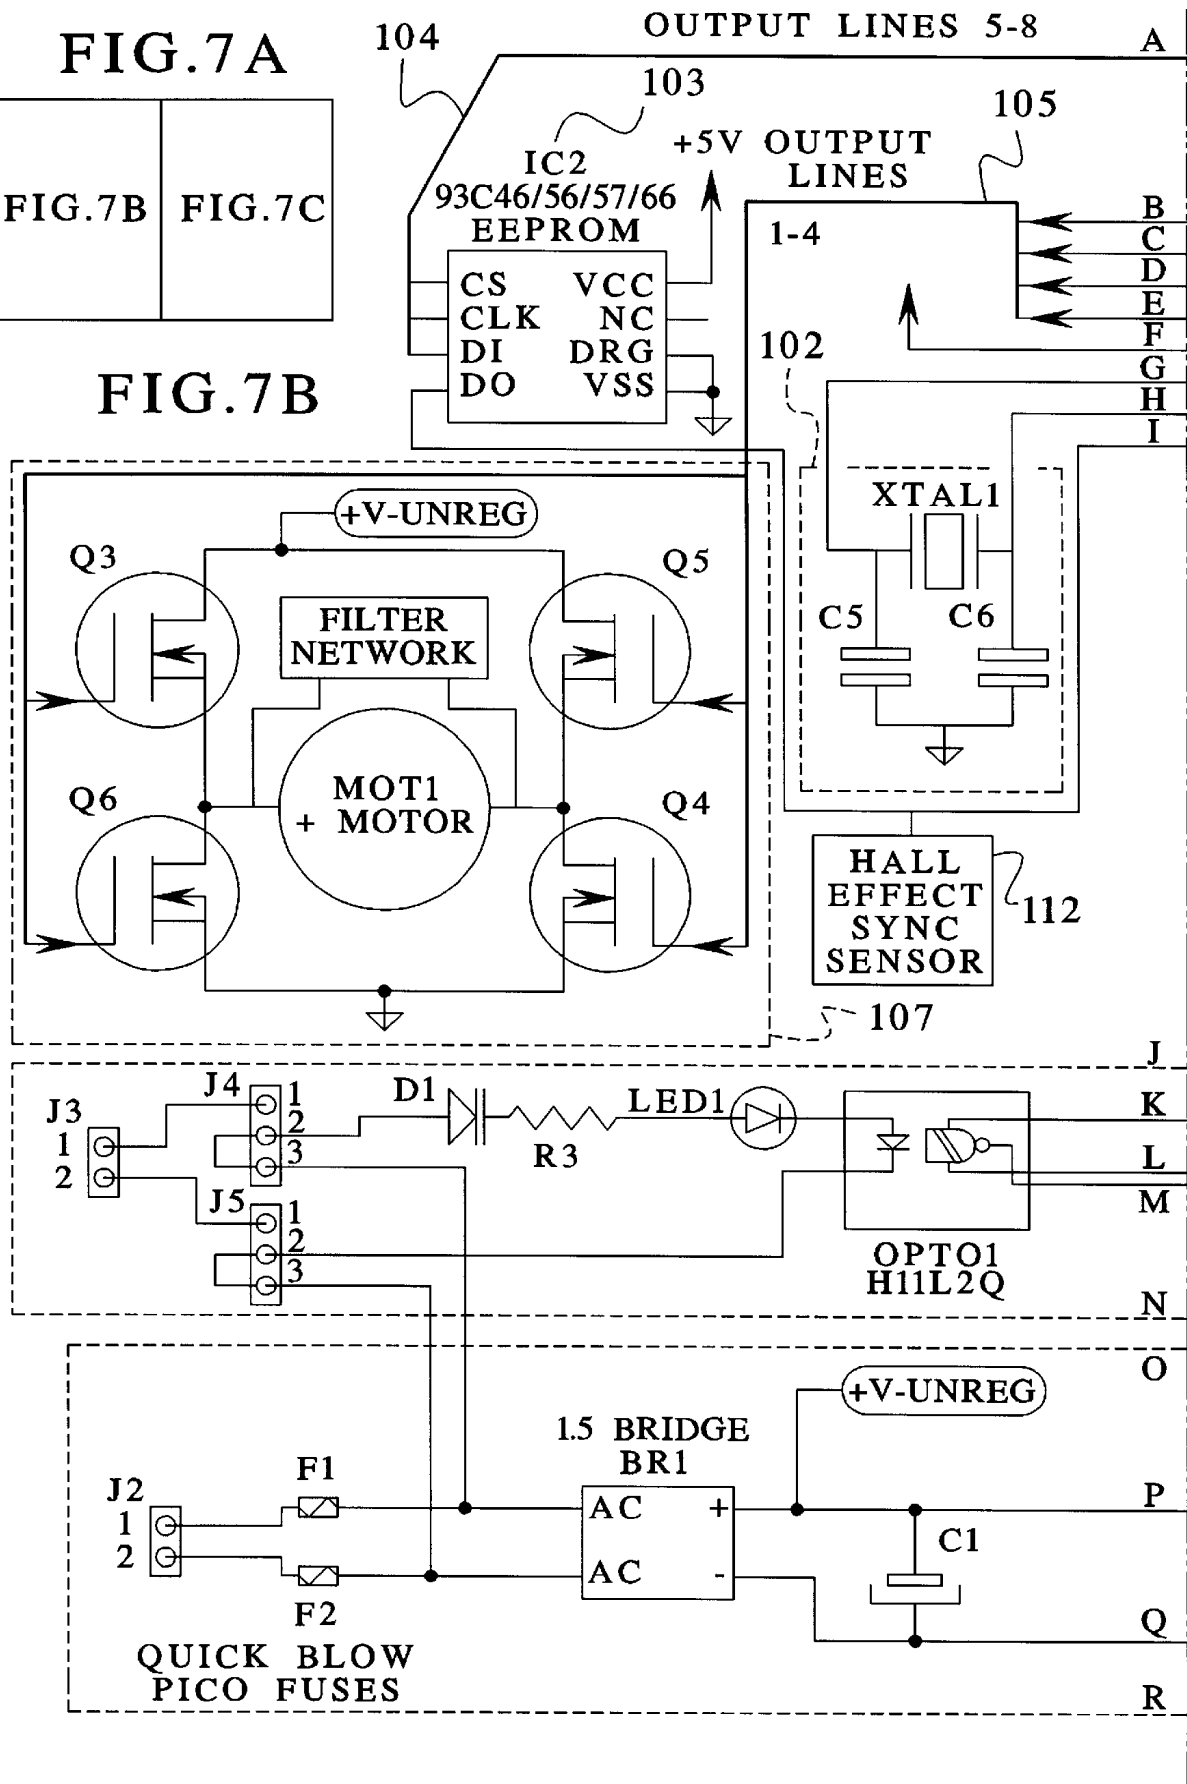 FIG.7A
FIG.7B
FIG.7C
FIG.7B
104
OUTPUT LINES 5-8
A
103
105
IC2
93C46/56/57/66
EEPROM
+5V
OUTPUT
LINES
1-4
B
C
D
E
F
G
H
I
CS
CLK
DI
DO
VCC
NC
DRG
VSS
102
XTAL1
C5
C6
+V-UNREG
Q3
Q5
FILTER
NETWORK
MOT1
+ MOTOR
Q6
Q4
HALL
EFFECT
SYNC
SENSOR
112
107
J
J3
1
2
J4
1
2
3
D1
R3
LED1
K
L
M
J5
1
2
3
OPTO1
H11L2Q
N
O
+V-UNREG
1.5 BRIDGE
BR1
J2
1
2
F1
F2
AC
AC
+
-
C1
P
Q
QUICK BLOW
PICO FUSES
R